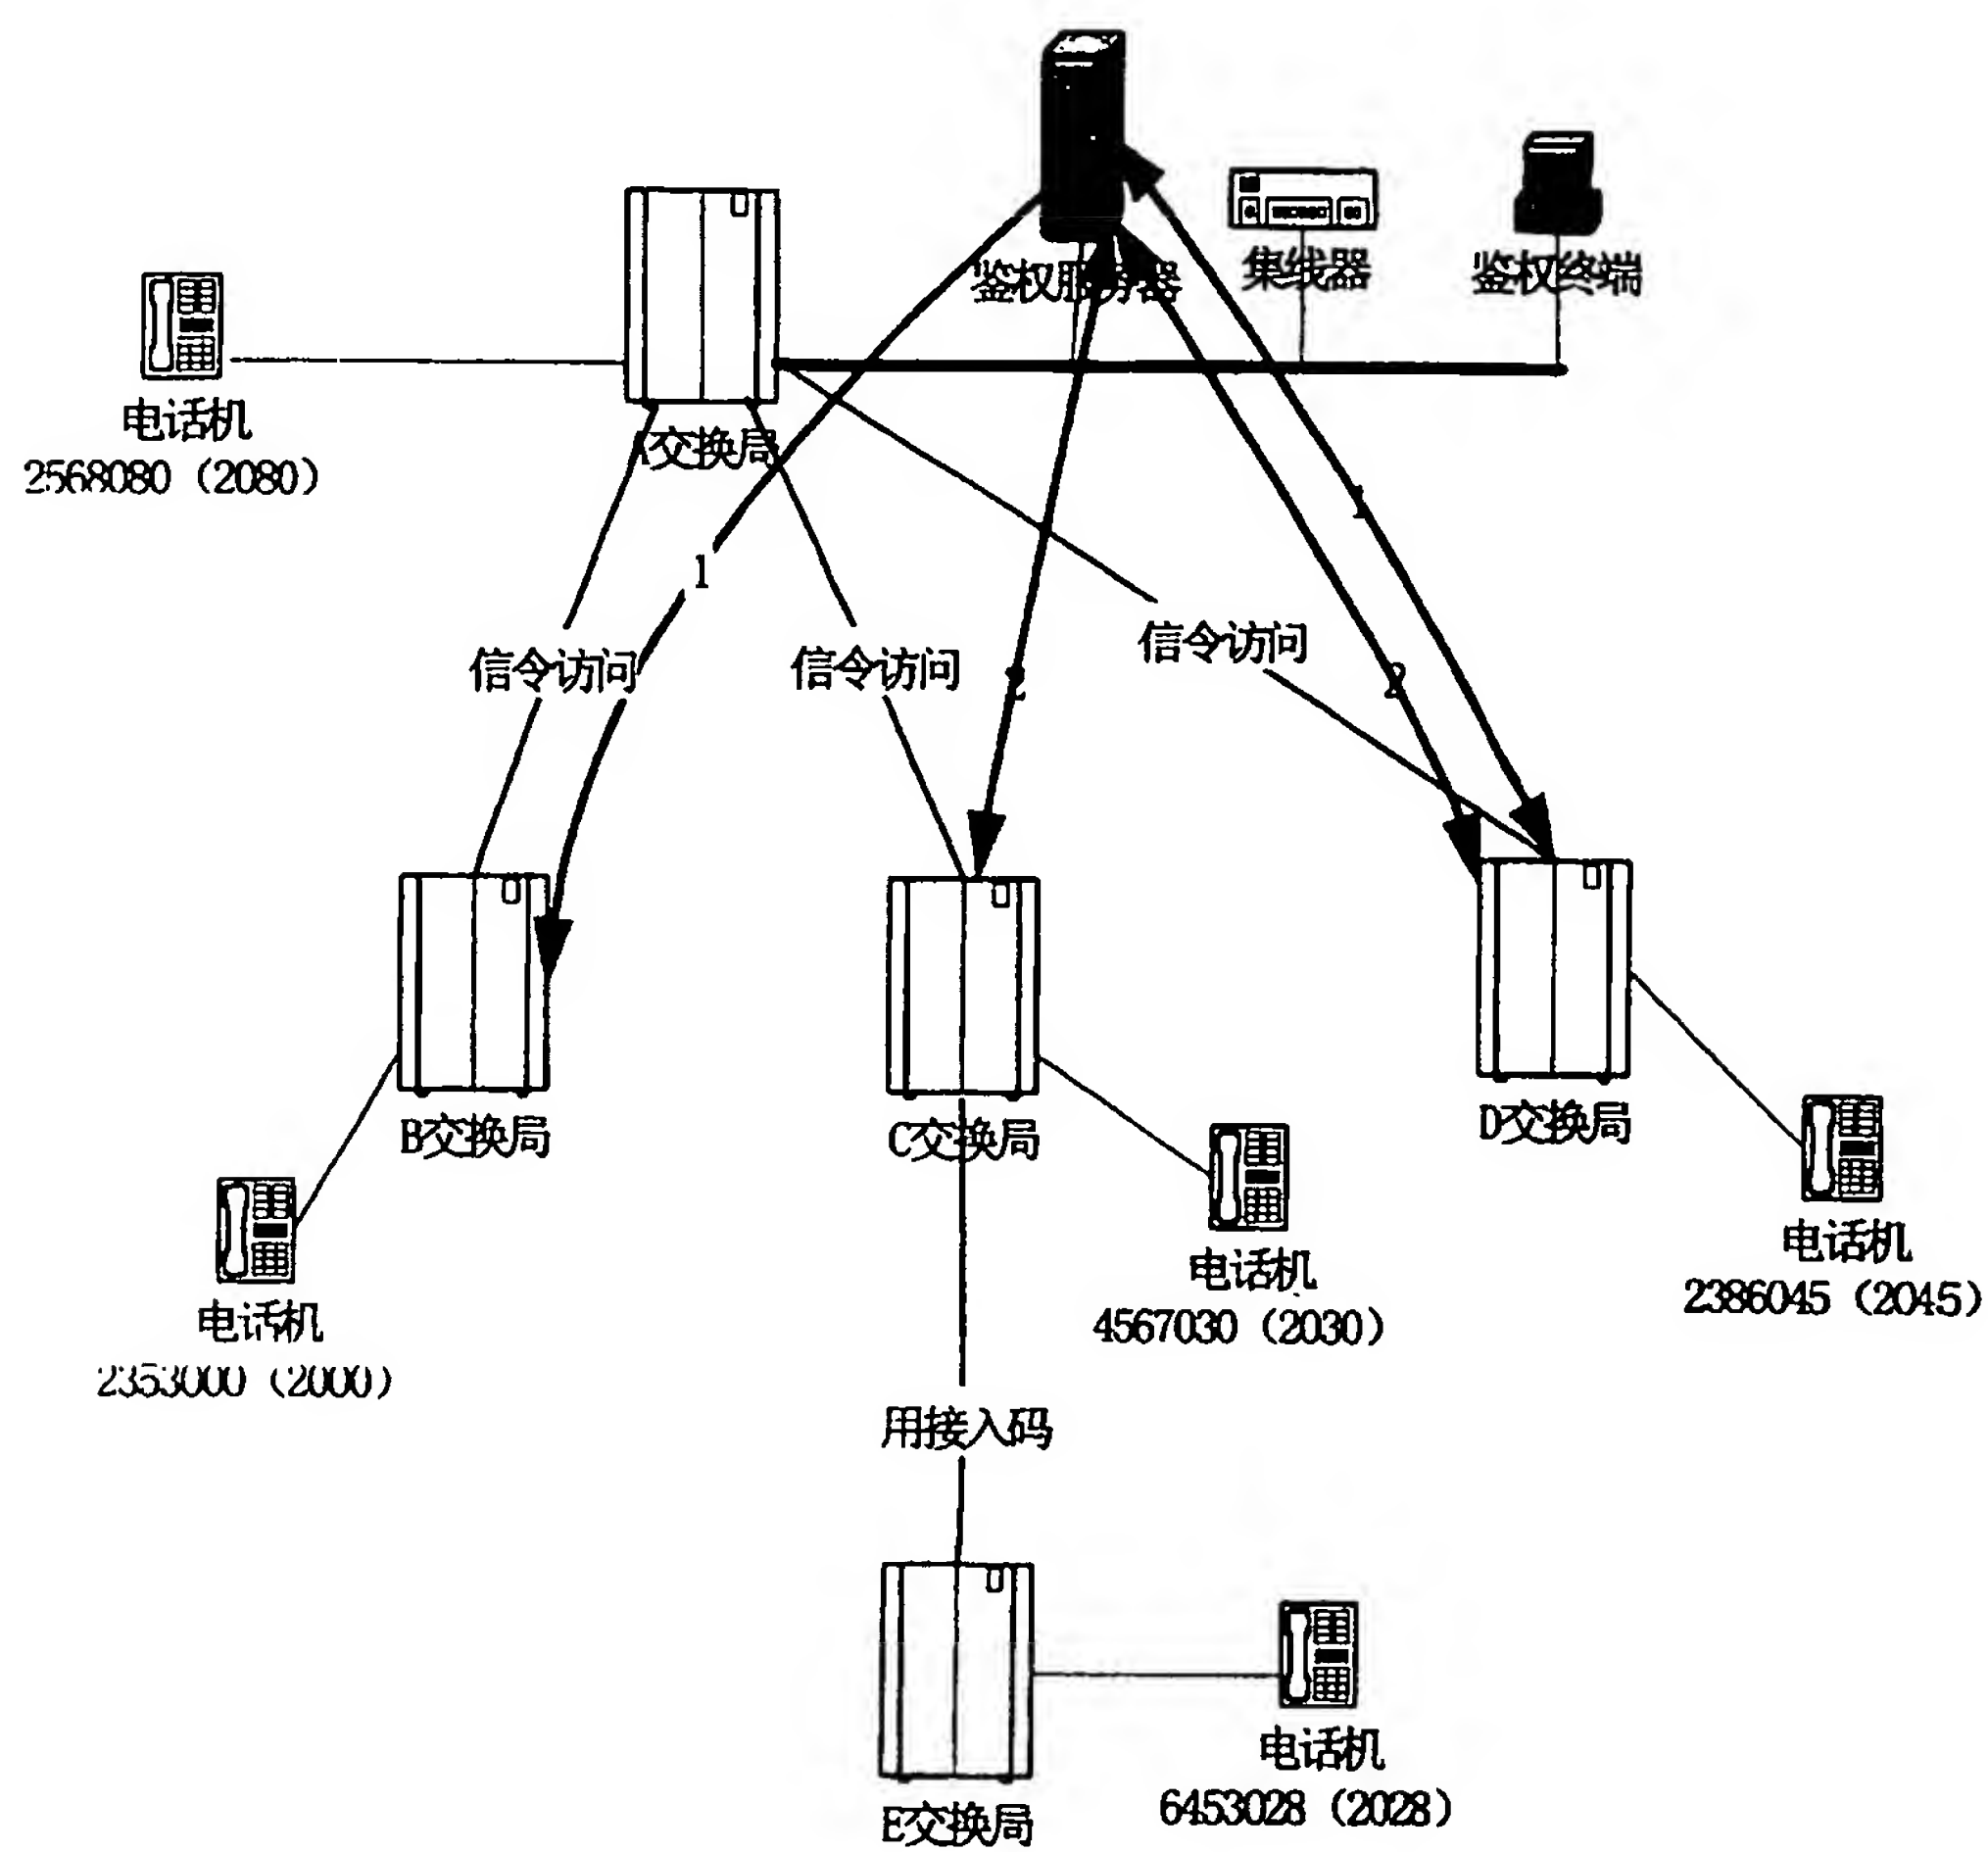 鉴权服务器
集线器
鉴权终端
电话机
2568080（2080）
交换局
1
1
信令访问
信令访问
信令访问
2
2
B交换局
C交换局
D交换局
电话机
2353000（2000）
电话机
4567030（2030）
电话机
2386045（2045）
用接入码
E交换局
电话机
6453028（2028）